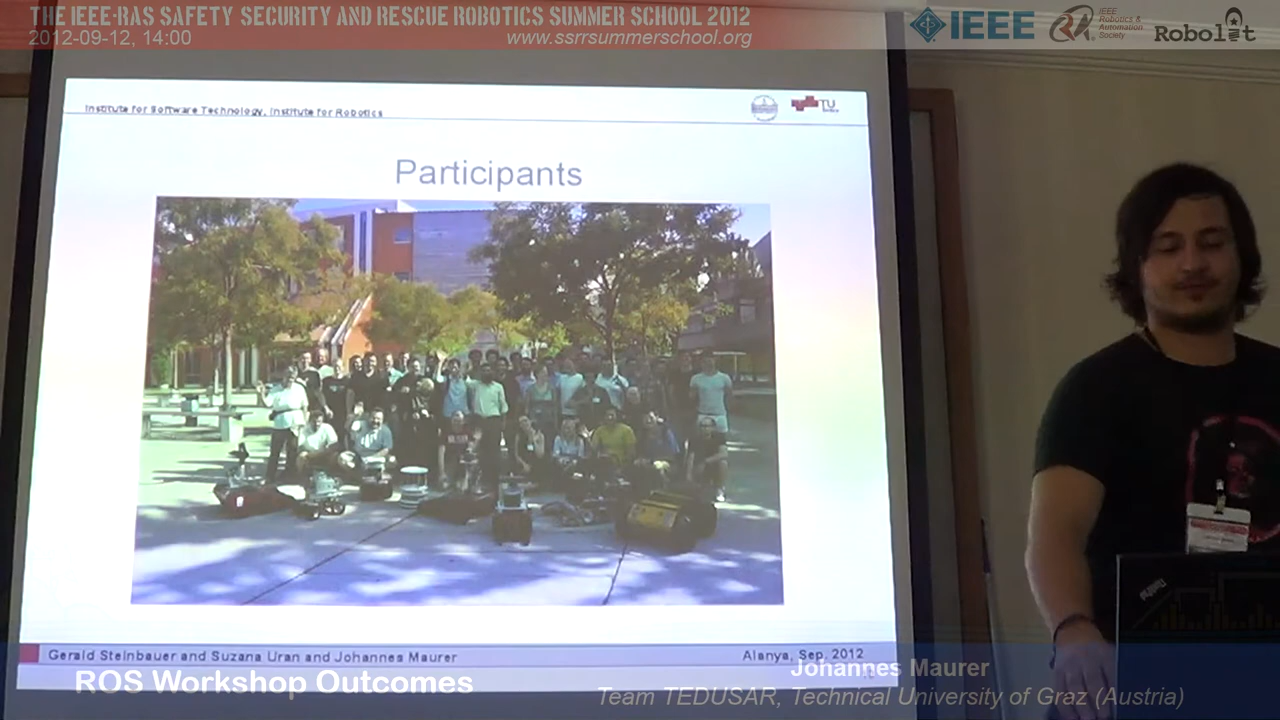 THE IEEE-RAS SAFETY SECURITY AND RESCUE ROBOTICS SUMMER SCHOOL 2012
2012-09-12, 14:00
www.ssrrsummerschool.org
IEEE
IEEE
Robotics &
Automation
Society
Robolit
Institute for Software Technology, Institute for Robotics
TU
Participants
Gerald Steinbauer and Suzana Uran and Johannes Maurer
Alanya, Sep, 2012
ROS Workshop Outcomes
Johannes Maurer
Team TEDUSAR, Technical University of Graz (Austria)